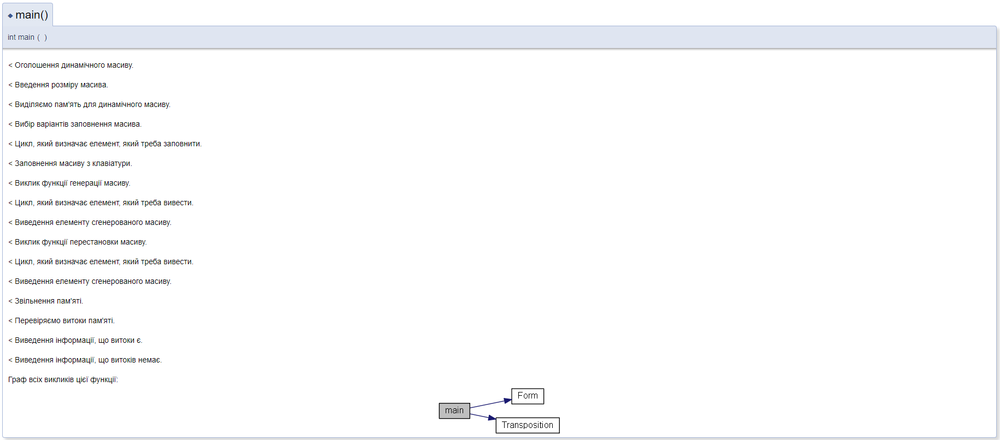 main()
int main ( )
< Оголошення динамічного масиву.
< Введення розміру масива.
< Виділяємо пам'ять для динамічного масиву.
< Вибір варіантів заповнення масива.
< Цикл, який визначає елемент, який треба заповнити.
< Заповнення масиву з клавіатури.
< Виклик функції генерації масиву.
< Цикл, який визначає елемент, який треба вивести.
< Виведення елементу сгенерованого масиву.
< Виклик функції перестановки масиву.
< Цикл, який визначає елемент, який треба вивести.
< Виведення елементу сгенерованого масиву.
< Звільнення пам'яті.
< Перевіряємо витоки пам'яті.
< Виведення інформації, що витоки є.
< Виведення інформації, що витоків немає.
Граф всіх викликів цієї функції:
Form
main
Transposition